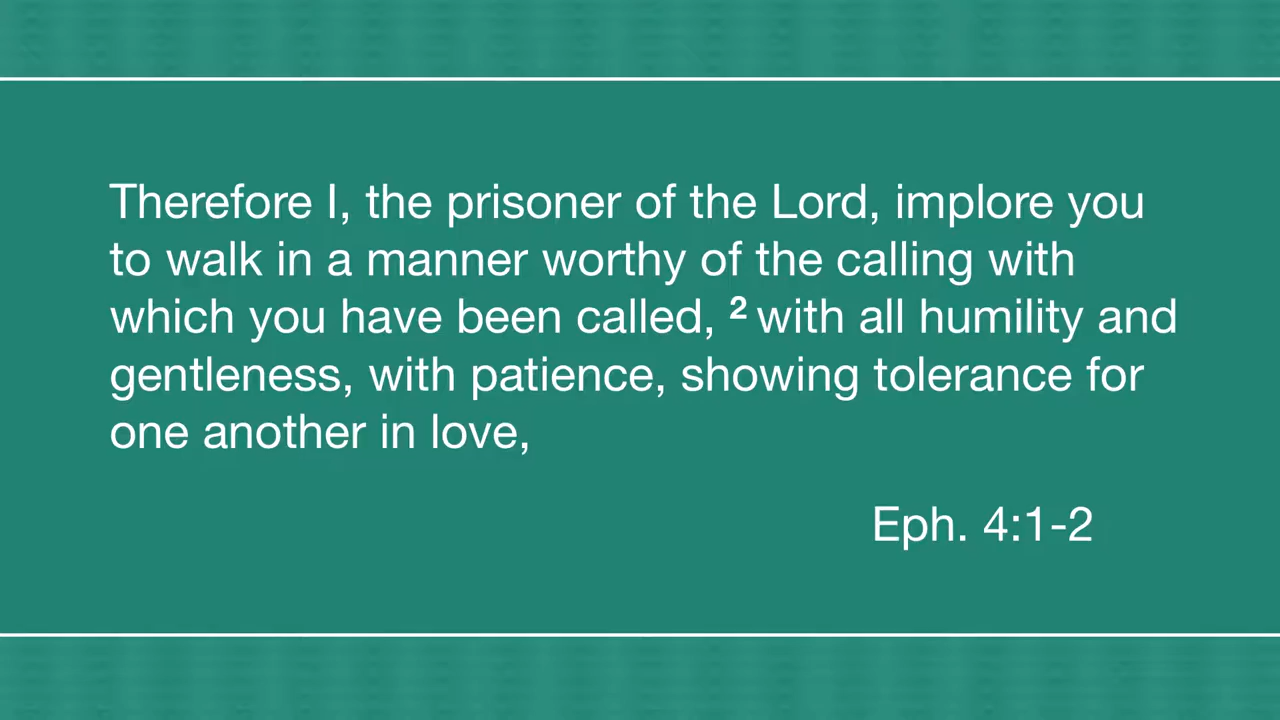 Therefore I, the prisoner of the Lord, implore you
to walk in a manner worthy of the calling with
which you have been called, ² with all humility and
gentleness, with patience, showing tolerance for
one another in love,
Eph. 4:1-2